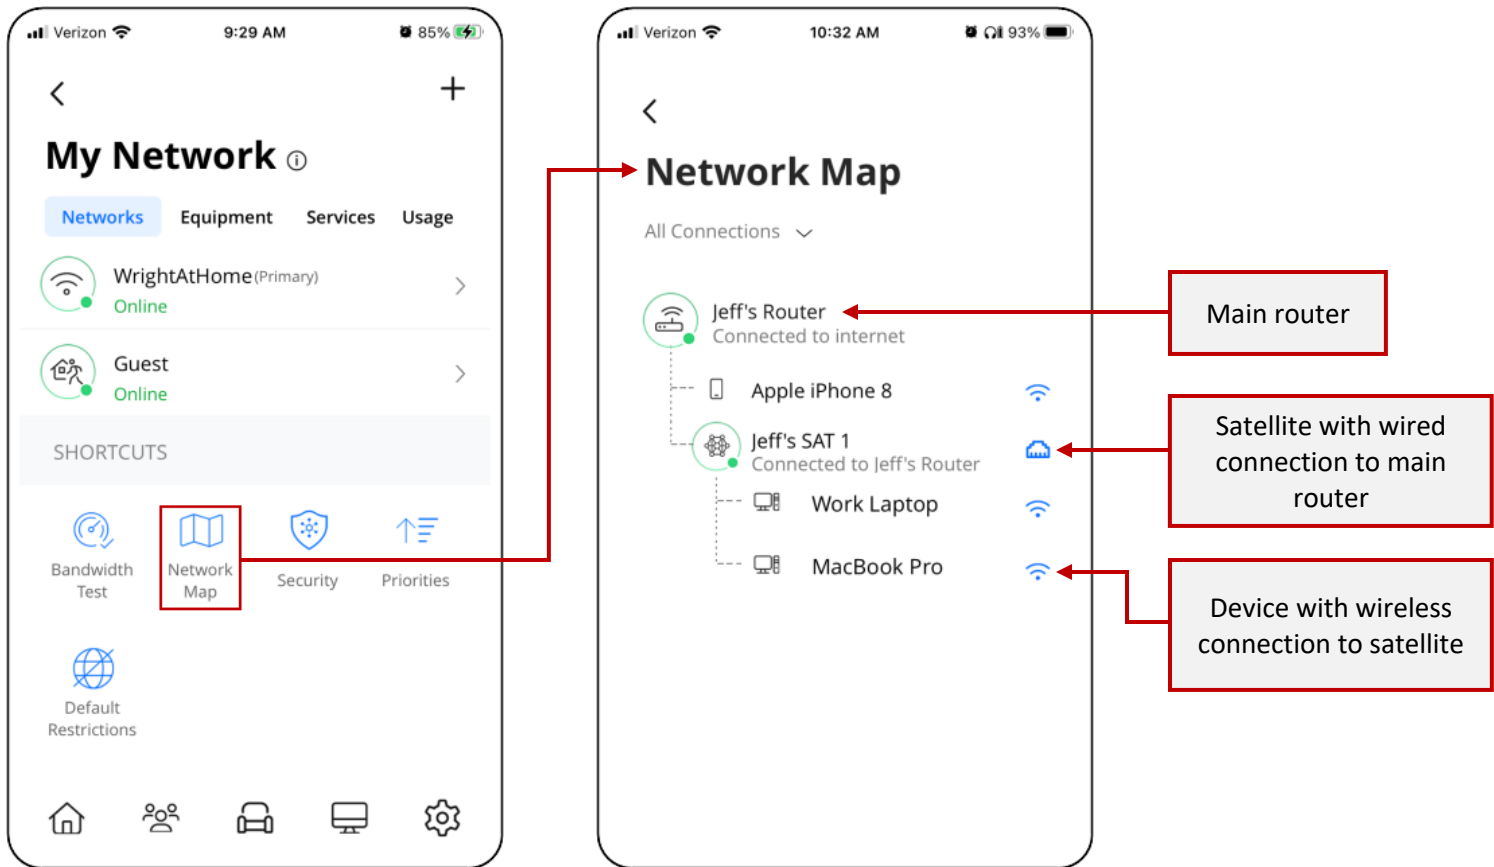 Verizon
9:29 AM
85%
My Network
Networks Equipment Services Usage
WrightAtHome (Primary)
Online
Guest
Online
SHORTCUTS
Bandwidth
Test
Network
Map
Security
Priorities
Default
Restrictions
Verizon
10:32 AM
93%
Network Map
All Connections
Jeff's Router
Connected to internet
Apple iPhone 8
Jeff's SAT 1
Connected to Jeff's Router
Work Laptop
MacBook Pro
Main router
Satellite with wired
connection to main
router
Device with wireless
connection to satellite